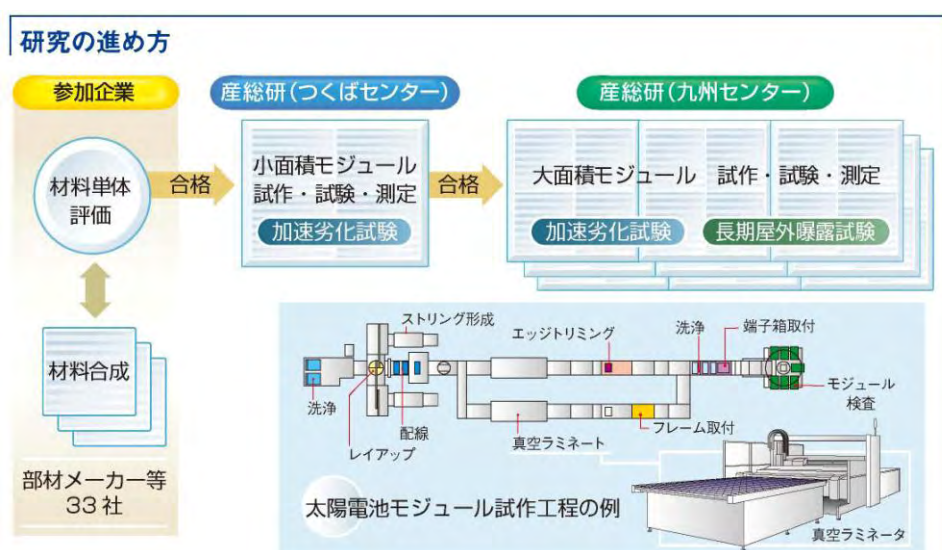 研究の進め方
参加企業
産総研(つくばセンター)
産総研(九州センター)
材料単体
評価
合格
小面積モジュール
試作・試験・測定
加速劣化試験
合格
大面積モジュール 試作・試験・測定
加速劣化試験
長期屋外曝露試験
材料合成
部材メーカー等
33社
ストリング形成
エッジトリミング
洗浄
端子箱取付
洗浄
レイアップ
配線
真空ラミネート
フレーム取付
モジュール
検査
太陽電池モジュール試作工程の例
真空ラミネータ